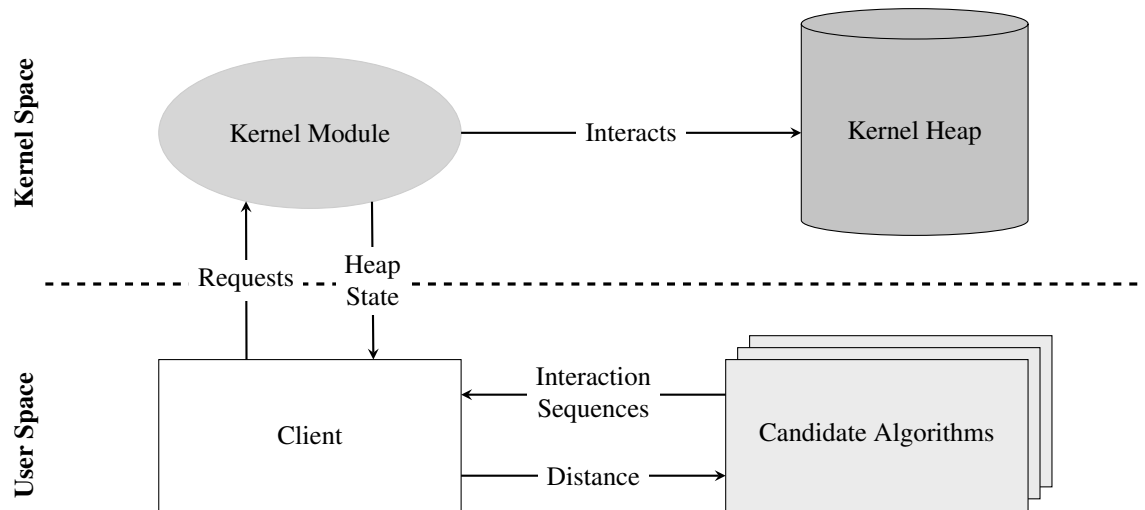 Kernel Space
Kernel Module
Interacts
Kernel Heap
Requests
Heap
State
User Space
Client
Interaction
Sequences
Distance
Candidate Algorithms